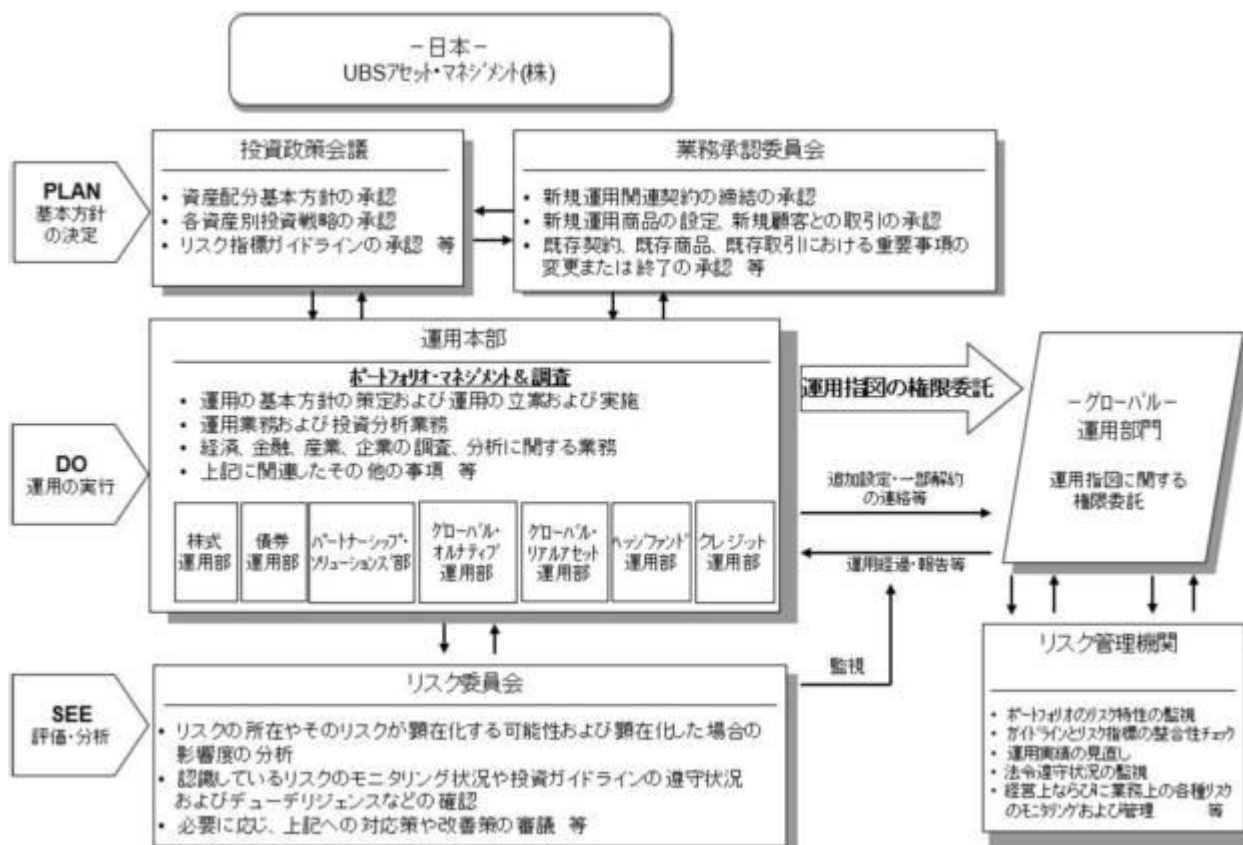 －日本－
UBSアセット・マネジメント(株)
PLAN
基本方針
の決定
投資政策会議
・ 資産配分基本方針の承認
・ 各資産別投資戦略の承認
・ リスク指標ガイドラインの承認 等
業務承認委員会
・ 新規運用関連契約の締結の承認
・ 新規運用商品の設定、新規顧客との取引の承認
・ 既存契約、既存商品、既存取引における重要事項の
変更または終了の承認 等
DO
運用の実行
運用本部
ポートフォリオ・マネジメント＆調査
・ 運用の基本方針の策定および運用の立案および実施
・ 運用業務および投資分析業務
・ 経済、金融、産業、企業の調査、分析に関する業務
・ 上記に関連したその他の事項 等
株式
運用部
債券
運用部
パートナーシップ・
ソリューションズ部
グローバル・
オルナティブ
運用部
グローバル・
リアルアセット
運用部
ヘッジファンド
運用部
クレジット
運用部
運用指図の権限委託
追加設定・一部解約
の連絡等
運用経過・報告等
－グローバル－
運用部門
運用指図に関する
権限委託
SEE
評価・分析
リスク委員会
・ リスクの所在やそのリスクが顕在化する可能性および顕在化した場合の
影響度の分析
・ 認識しているリスクのモニタリング状況や投資ガイドラインの遵守状況
およびデューデリジェンスなどの確認
・ 必要に応じ、上記への対応策や改善策の審議 等
監視
リスク管理機関
・ ポートフォリオのリスク特性の監視
・ ガイドラインとリスク指標の整合性チェック
・ 運用実績の見直し
・ 法令遵守状況の監視
・ 経営上ならびに業務上の各種リスク
のモニタリングおよび管理 等